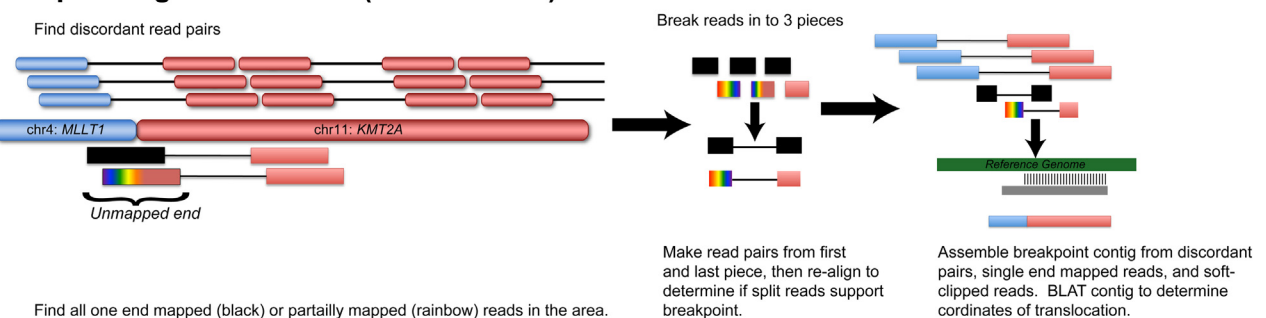 Find discordant read pairs
chr4: MLLT1
chr11: KMT2A
Unmapped end
Find all one end mapped (black) or partailly mapped (rainbow) reads in the area.
Break reads in to 3 pieces
Make read pairs from first
and last piece, then re-align to
determine if split reads support
breakpoint.
Reference Genome
Assemble breakpoint contig from discordant
pairs, single end mapped reads, and soft-
clipped reads. BLAT contig to determine
cordinates of translocation.